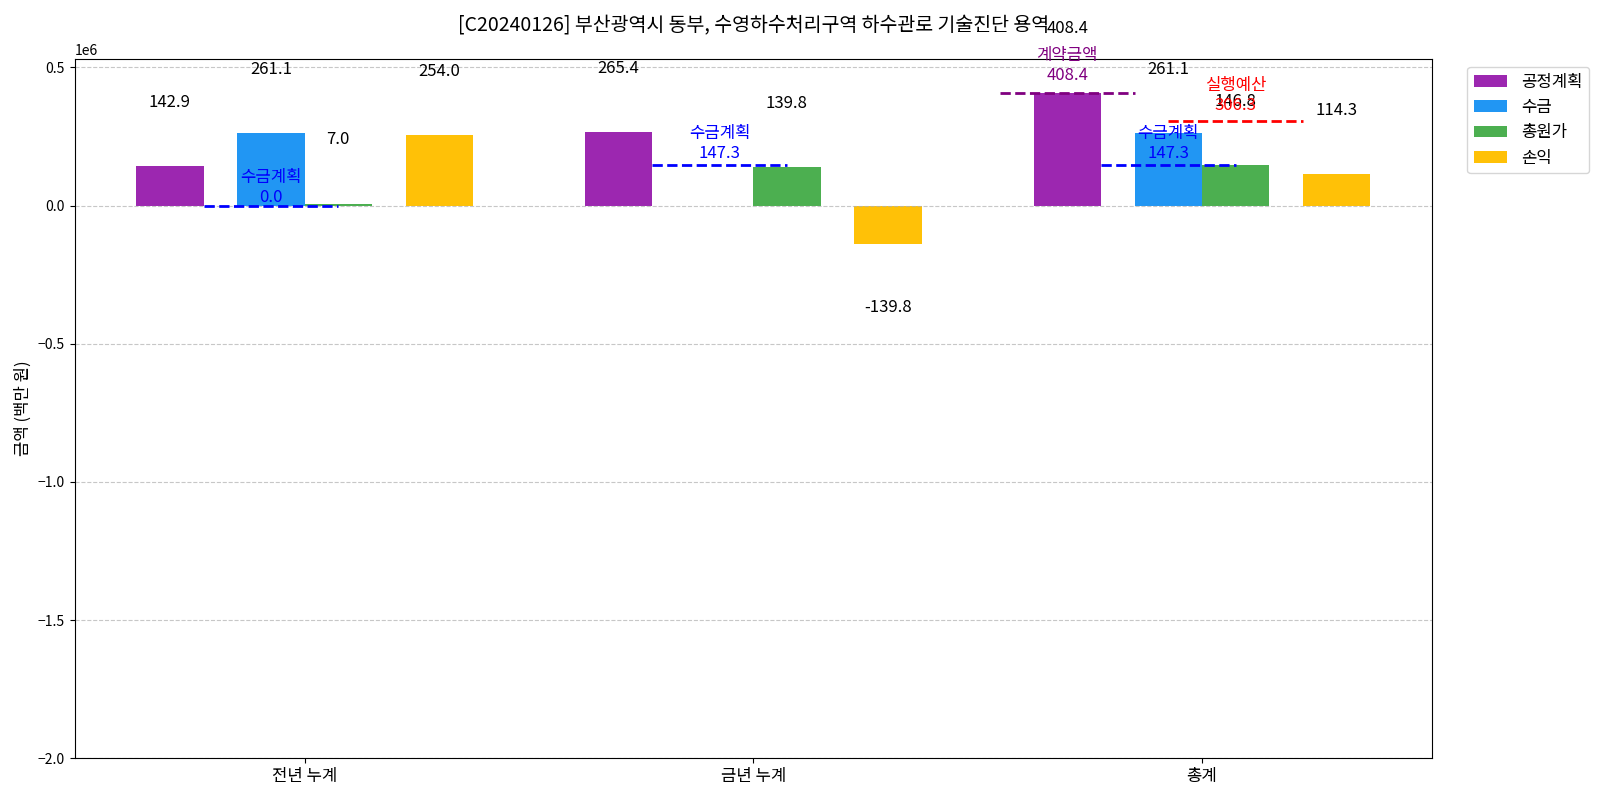 [C20240126] 부산광역시 동부, 수영하수처리구역 하수관로 기술진단 용역
1e6
0.5
0.0
−0.5
−1.0
−1.5
−2.0
금액 (백만 원)
142.9
261.1
수금계획
0.0
7.0
254.0
265.4
수금계획
147.3
139.8
-139.8
408.4
계약금액
408.4
261.1
수금계획
147.3
실행예산
146.8
114.3
전년 누계
금년 누계
총계
공정계획
수금
총원가
손익